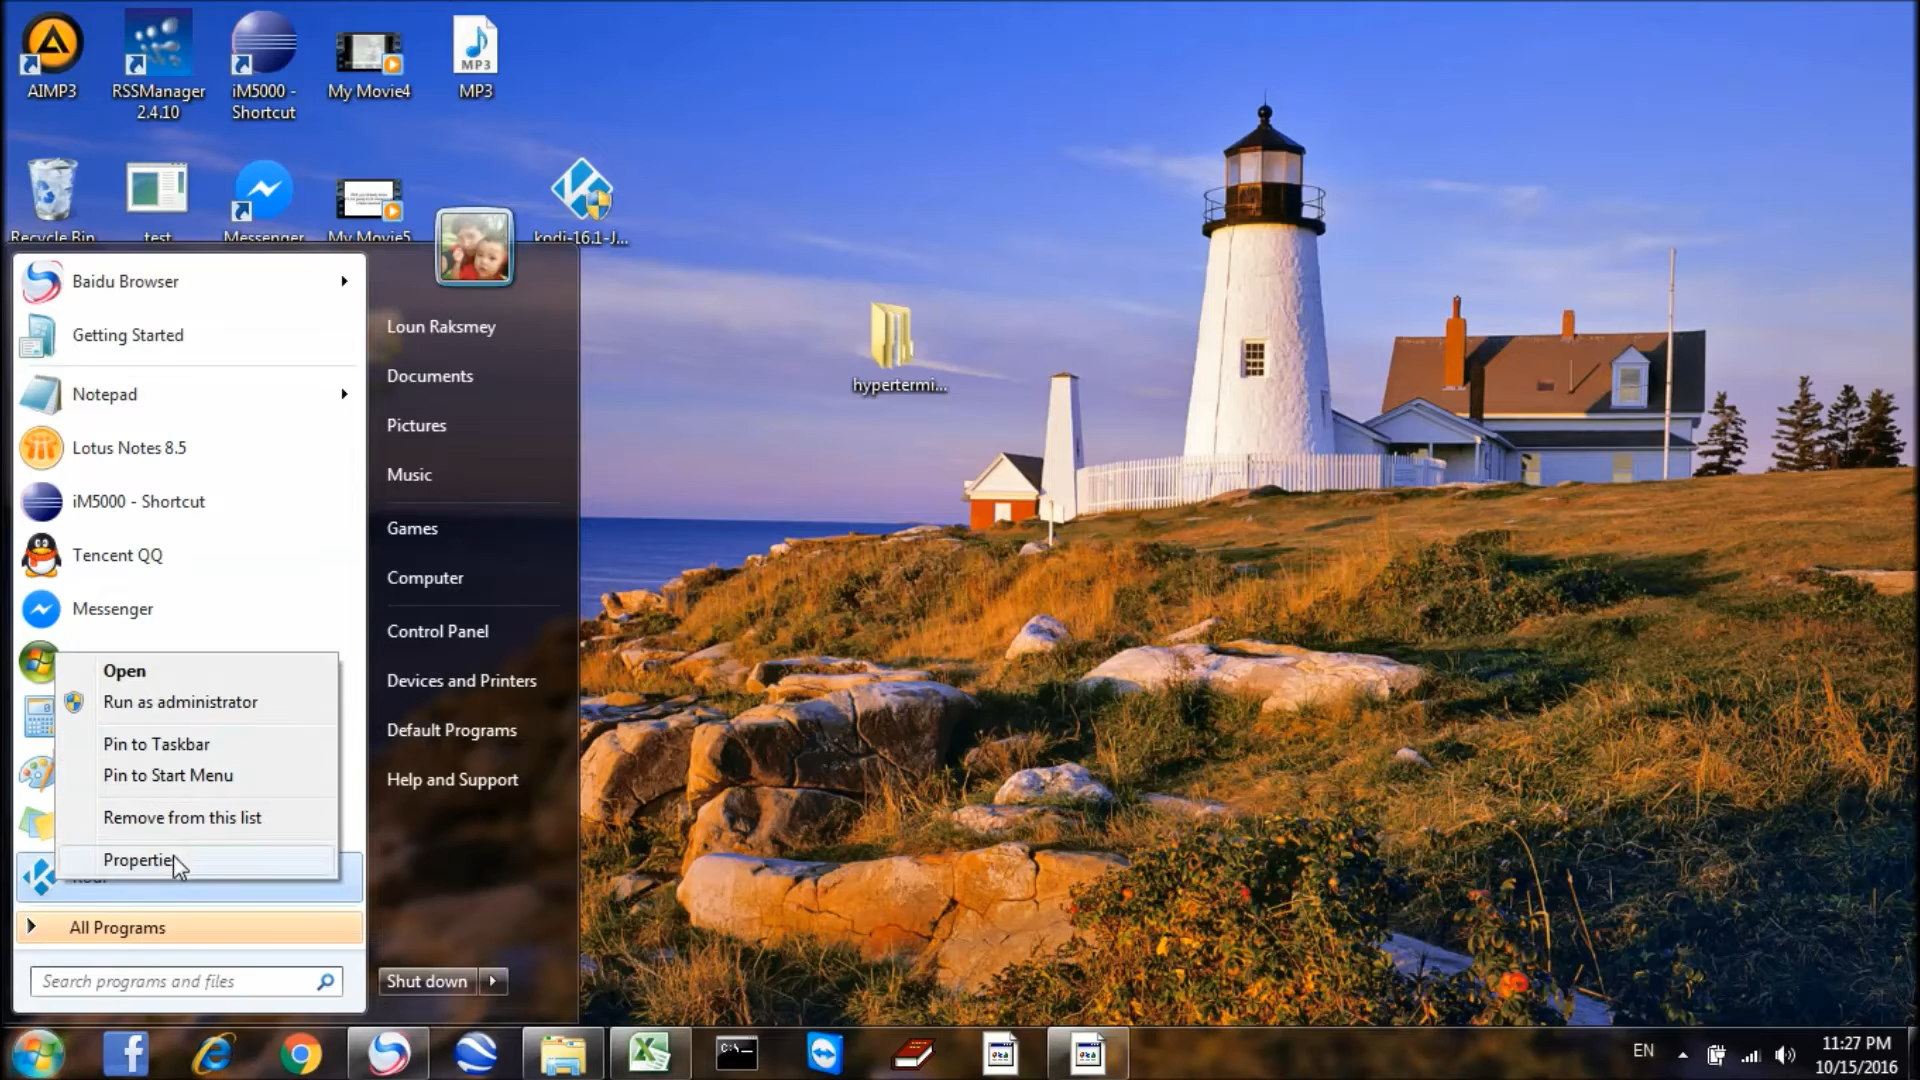 AIMP3
RSSManager
2.4.10
iM5000 -
Shortcut
My Movie4
MP3
MP3
Recycle Bin
test
Messenger
My Movie5
kodi-16.1-J...
hypertermi...
Baidu Browser
Getting Started
Notepad
Lotus Notes 8.5
iM5000 - Shortcut
Tencent QQ
Messenger
Open
Run as administrator
Pin to Taskbar
Pin to Start Menu
Remove from this list
Propertie
All Programs
Search programs and files
Loun Raksmey
Documents
Pictures
Music
Games
Computer
Control Panel
Devices and Printers
Default Programs
Help and Support
Shut down
C:\_
EN
11:27 PM
10/15/2016